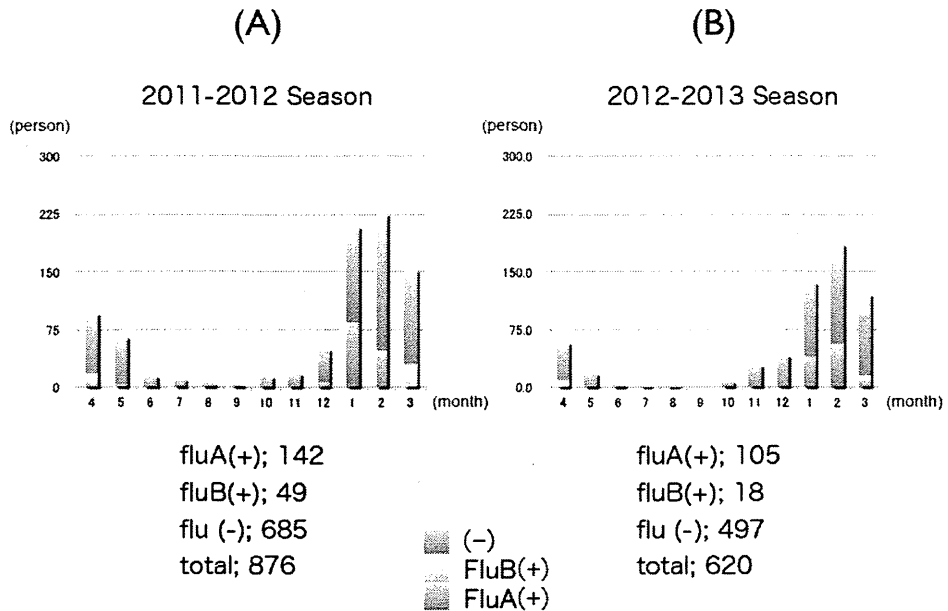 (A)
2011-2012 Season
(person)
300
225
150
75
0
4 5 6 7 8 9 10 11 12 1 2 3 (month)
fluA(+); 142
fluB(+); 49
flu (-); 685
total; 876
(B)
2012-2013 Season
(person)
300.0
225.0
150.0
75.0
0.0
4 5 6 7 8 9 10 11 12 1 2 3 (month)
fluA(+); 105
fluB(+); 18
flu (-); 497
total; 620
(-)
FluB(+)
FluA(+)